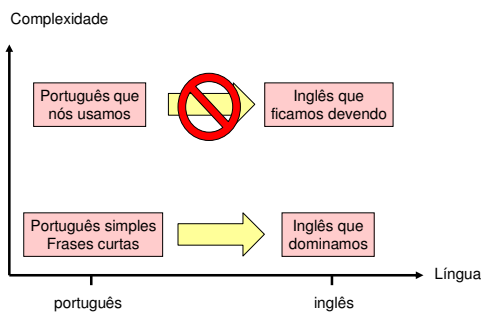 Complexidade
Português que
nós usamos
Inglês que
ficamos devendo
Português simples
Frases curtas
Inglês que
dominamos
Língua
português
inglês